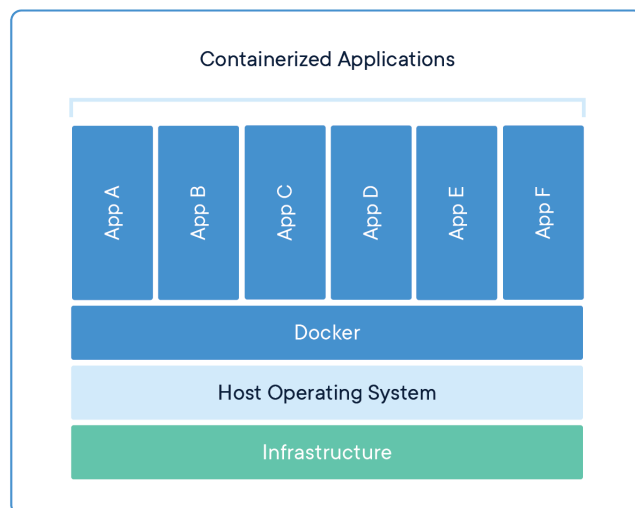 Containerized Applications
App A
App B
App C
App D
App E
App F
Docker
Host Operating System
Infrastructure